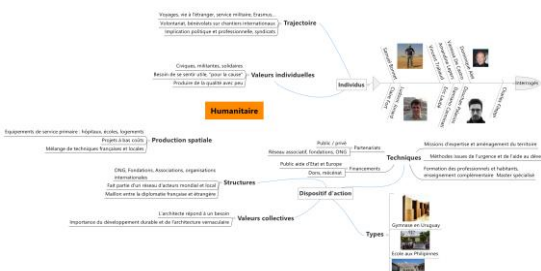 Voyages, vie à l'étranger, service militaire, Erasmus...
Volontariat, bénévolats sur chantiers internationaux
Implication politique et professionnelle, syndicats
Trajectoire
Civiques, militantes, solidaires
Besoin de se sentir utile, "pour la cause"
Produire de la qualité avec peu
Valeurs individuelles
Individus
Interrogés
Humanitaire
Equipements de service primaire : hôpitaux, écoles, logements
Projets à bas coûts
Mélange de techniques françaises et locales
Production spatiale
ONG, Fondations, Associations, organisations
internationales
Fait partie d'un réseau d'acteurs mondial et local
Maillon entre la diplomatie française et étrangère
Structures
L'architecte répond à un besoin
Importance du développement durable et de l'architecture vernaculaire
Valeurs collectives
Public / privé
Réseau associatif, fondations, ONG
Partenariats
Public aide d'Etat et Europe
Dons, mécénat
Financements
Dispositif d'action
Techniques
Missions d'expertise et aménagement du territoire
Méthodes issues de l'urgence et de l'aide au
Formation des professionnels et habitants,
enseignement complémentaire Master spécialisé
Types
Gymnase en Uruguay
Ecole aux Philipinnes